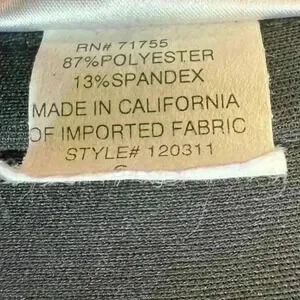 RN# 71755
87%POLYESTER
13%SPANDEX
MADE IN CALIFORNIA
OF IMPORTED FABRIC
STYLE# 120311